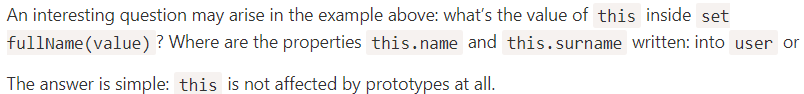 An interesting question may arise in the example above: what’s the value of this inside set
fullName(value) ? Where are the properties this.name and this.surname written: into user or
The answer is simple: this is not affected by prototypes at all.